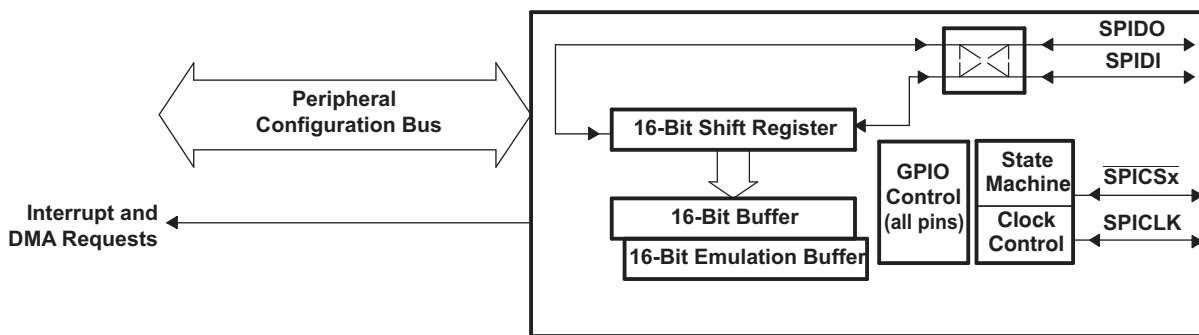 SPIDO
SPIDI
Peripheral
Configuration Bus
16-Bit Shift Register
GPIO
Control
(all pins)
State
Machine
SPICSx
Interrupt and
DMA Requests
16-Bit Buffer
Clock
Control
SPICLK
16-Bit Emulation Buffer